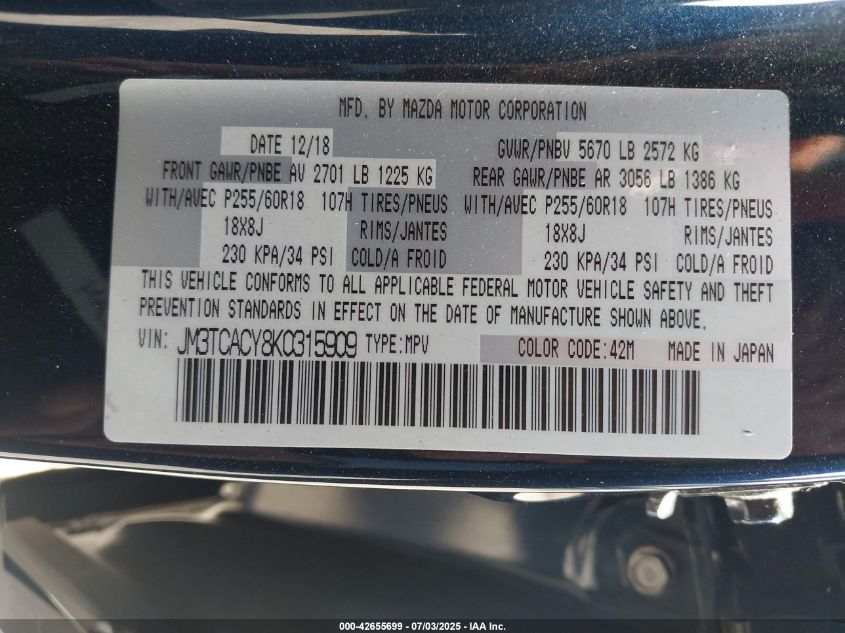 MFD. BY MAZDA MOTOR CORPORATION
DATE 12/18 GVWR/PNBV 5670 LB 2572 KG
FRONT GAWR/PNBE AV 2701 LB 1225 KG REAR GAWR/PNBE AR 3056 LB 1386 KG
WITH/AVEC P255/60R18 107H TIRES/PNEUS WITH/AVEC P255/60R18 107H TIRES/PNEUS
18X8J RIMS/JANTES 18X8J RIMS/JANTES
230 KPA/34 PSI COLD/A FROID 230 KPA/34 PSI COLD/A FROID
THIS VEHICLE CONFORMS TO ALL APPLICABLE FEDERAL MOTOR VEHICLE SAFETY AND THEFT
PREVENTION STANDARDS IN EFFECT ON THE DATE OF MANUFACTURE SHOWN ABOVE.
VIN: JM3TCACY8K0315909 TYPE:MPV COLOR CODE:42M MADE IN JAPAN
000-42655699 - 07/03/2025 - IAA Inc.